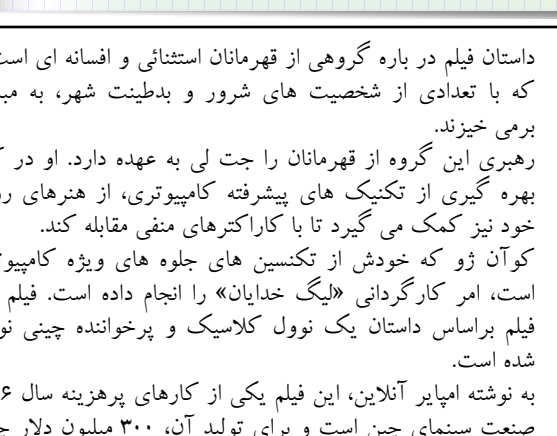 داستان فیلم در باره گروهی از قهرمانان استثنائی و افسانه ای است
که با تعدادی از شخصیت های شرور و بدطینت شهر، به
برمی خیزند.
رهبری این گروه از قهرمانان را جت لی به عهده دارد. او در
بهره گیری از تکنیک های پیشرفته کامپیوتری، از هنرهای
خود نیز کمک می گیرد تا با کاراکترهای منفی مقابله کند.
کوآن ژو که خودش از تکنسین های جلوه های ویژه
است، امر کارگردانی «لیگ خدایان» را انجام داده است. فیلم
فیلم براساس داستان یک نوول کلاسیک و پرخواننده چینی
شده است.
به نوشته امپایر آنلاین، این فیلم یکی از کارهای پرهزینه سال
صنعت سینمای چین است و برای تولید آن، ۳۰۰ میلیون دلار